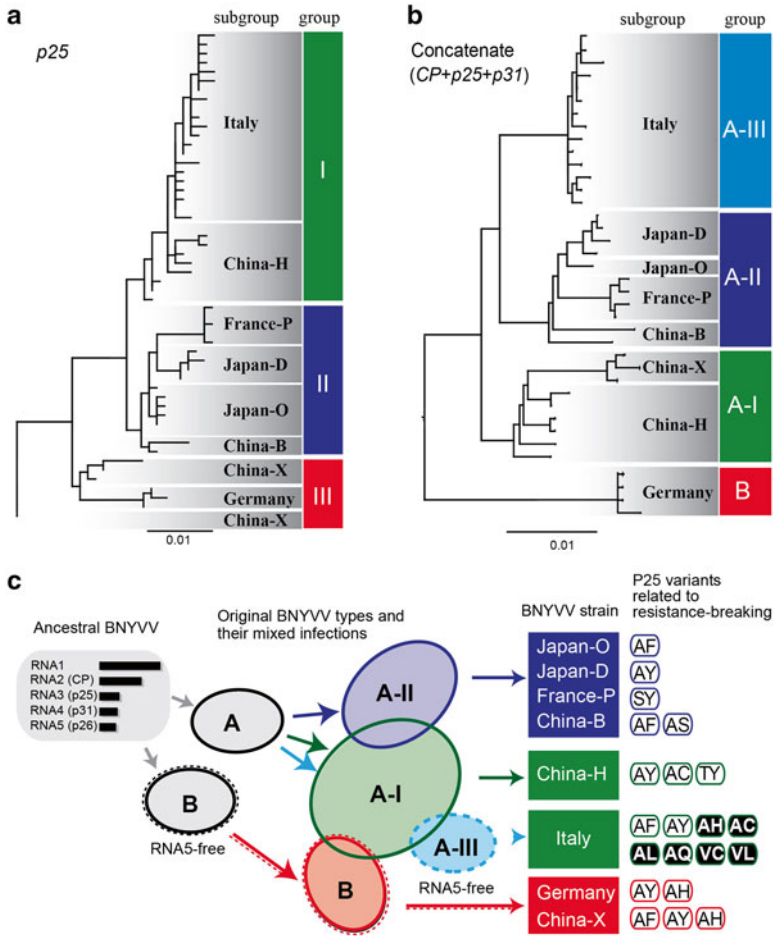 a
p25
subgroup group
Italy
I
China-H
France-P
Japan-D
II
Japan-O
China-B
China-X
Germany
III
China-X
0.01
b
Concatenate
(CP+p25+p31)
subgroup group
Italy
A-III
Japan-D
Japan-O
A-II
France-P
China-B
China-X
A-I
China-H
Germany
B
0.01
c
Ancestral BNYVV
RNA1
RNA2 (CP)
RNA3 (p25)
RNA4 (p31)
RNA5 (p26)
Original BNYVV types and
their mixed infections
A
B
RNA5-free
A-II
A-I
A-III
B
RNA5-free
BNYVV strain
P25 variants
related to
resistance-breaking
Japan-O AF
Japan-D AY
France-P SY
China-B AF AS
China-H AY AC TY
Italy AF AY AH AC
AL AQ VC VL
Germany AY AH
China-X AF AY AH